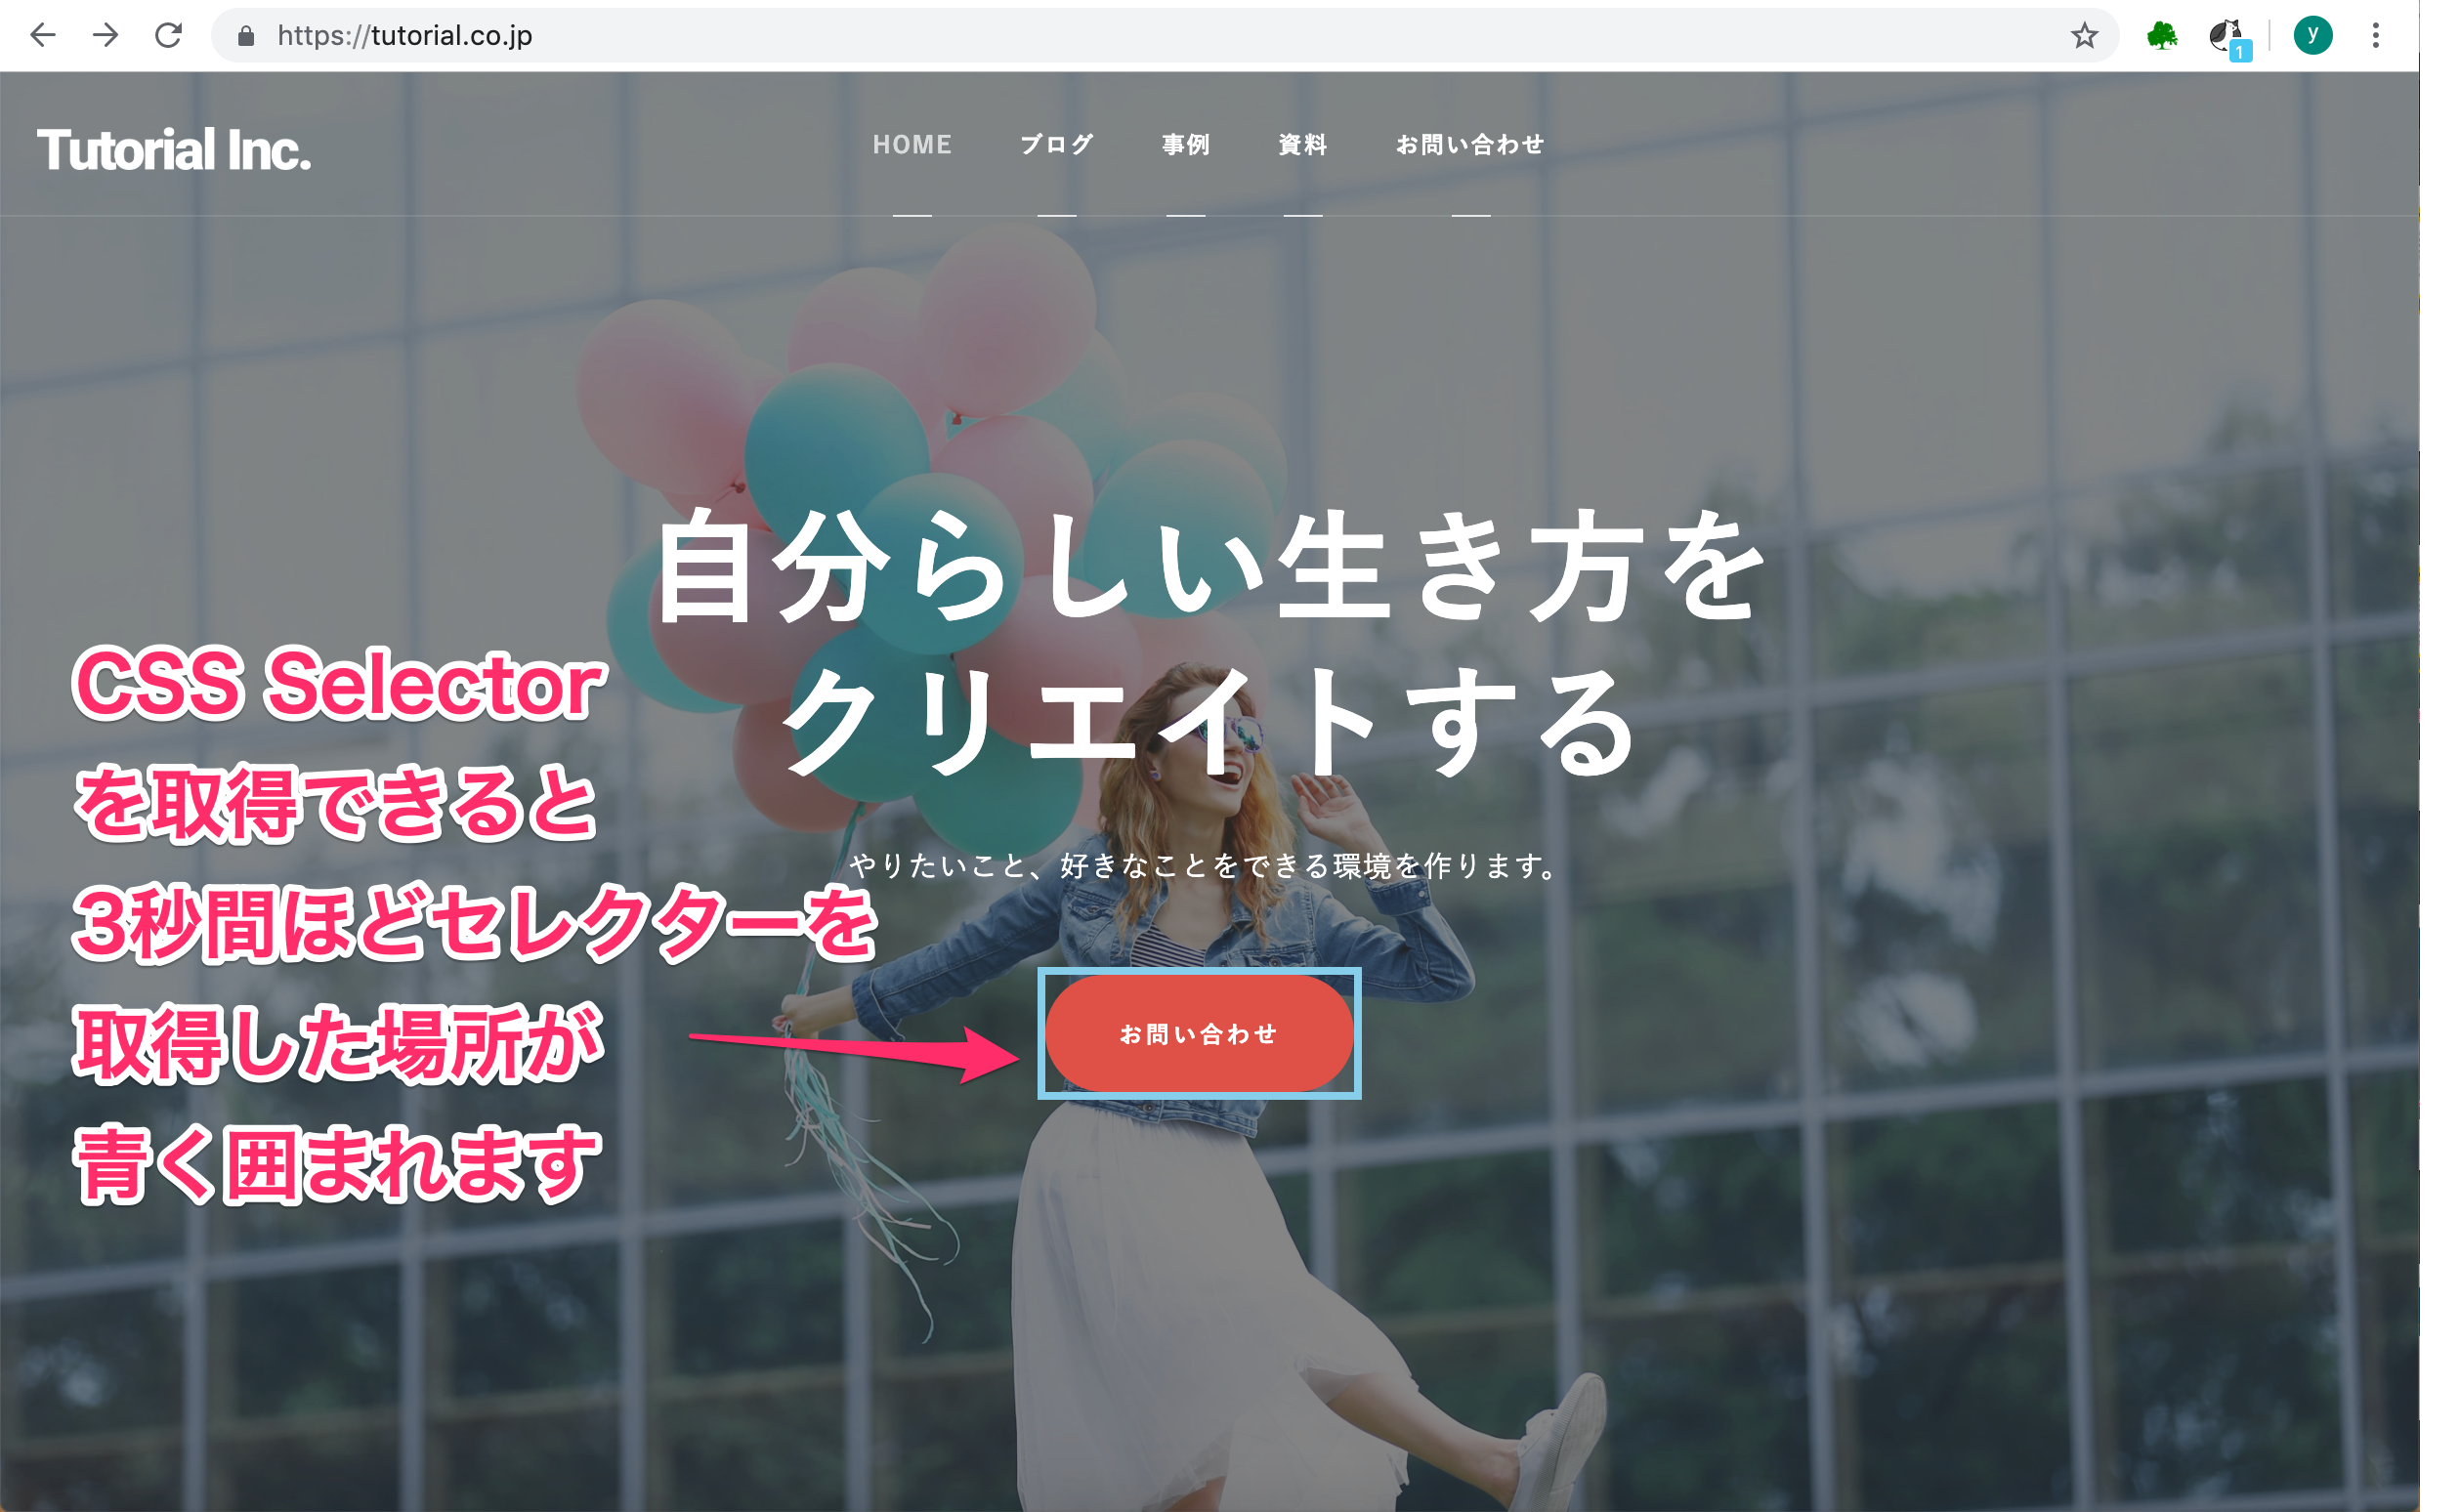 https://tutorial.co.jp
1
y
Tutorial Inc.
HOME ブログ 事例 資料 お問い合わせ
自分らしい生き方を
クリエイトする
やりたいこと、好きなことをできる環境を作ります。
お問い合わせ
CSS Selector
を取得できると
3秒間ほどセレクターを
取得した場所が
青く囲まれます